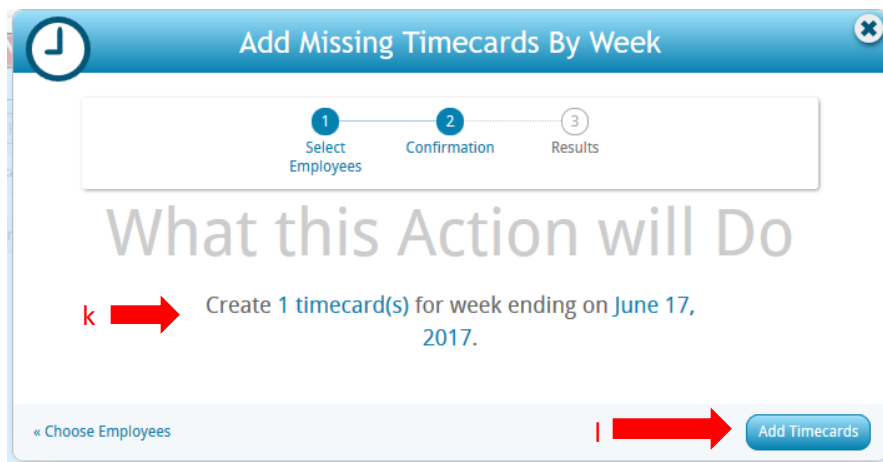 Add Missing Timecards By Week
1
2
3
Select
Employees
Confirmation
Results
What this Action will Do
k
Create 1 timecard(s) for week ending on June 17,
2017.
« Choose Employees
l
Add Timecards